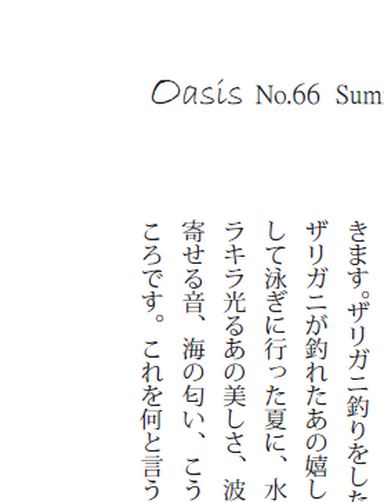 Oasis No.66 Sum
きます。ザリガニ釣りをした
ザリガニが釣れたあの嬉し
して泳ぎに行った夏に、水
ラキラ光るあの美しさ、波
寄せる音、海の匂い、こう
ころです。これを何と言う